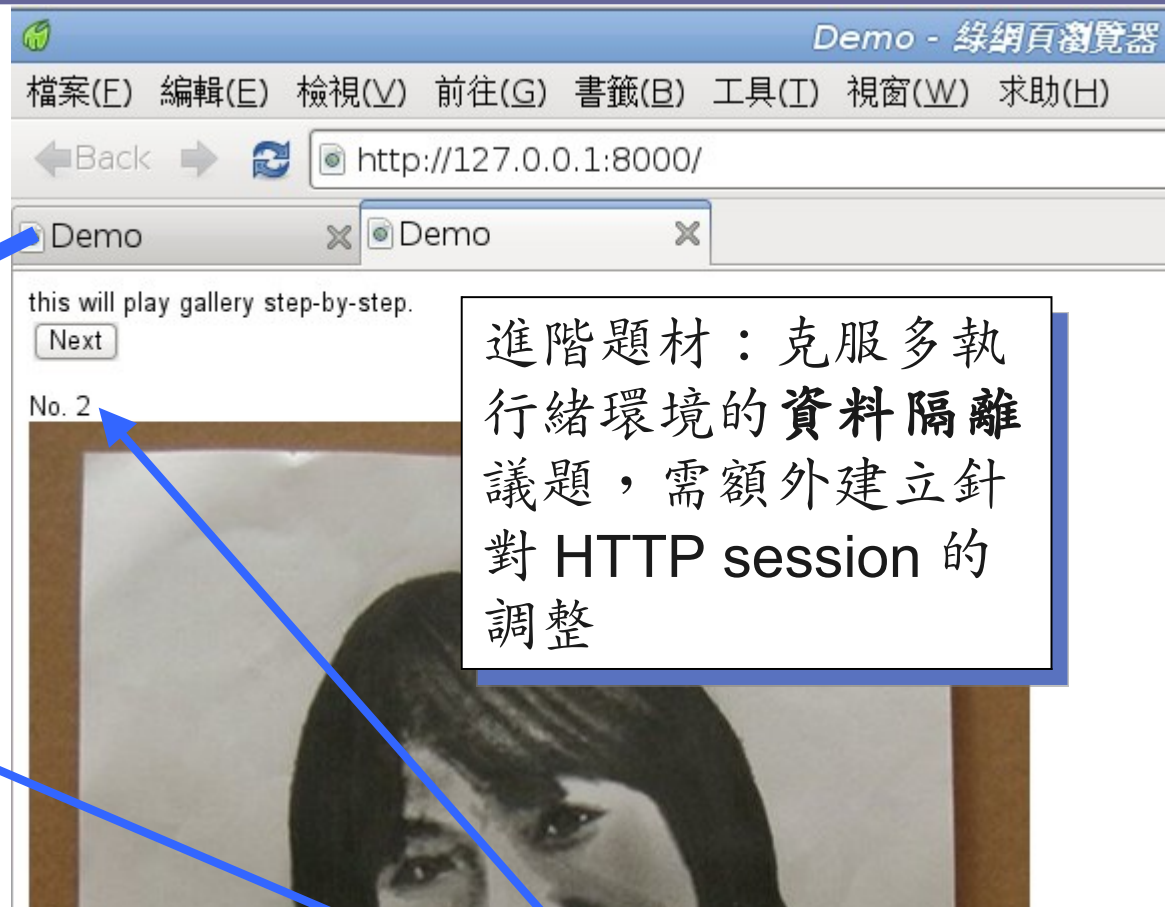 Demo - 綠網頁瀏覽器
檔案(F) 編輯(E) 檢視(V) 前往(G) 書籤(B) 工具(T) 視窗(W) 求助(H)
Back http://127.0.0.1:8000/
Demo Demo
this will play gallery step-by-step.
Next
No. 2
進階題材：克服多執
行緒環境的資料隔離
議題，需額外建立針
對 HTTP session 的
調整